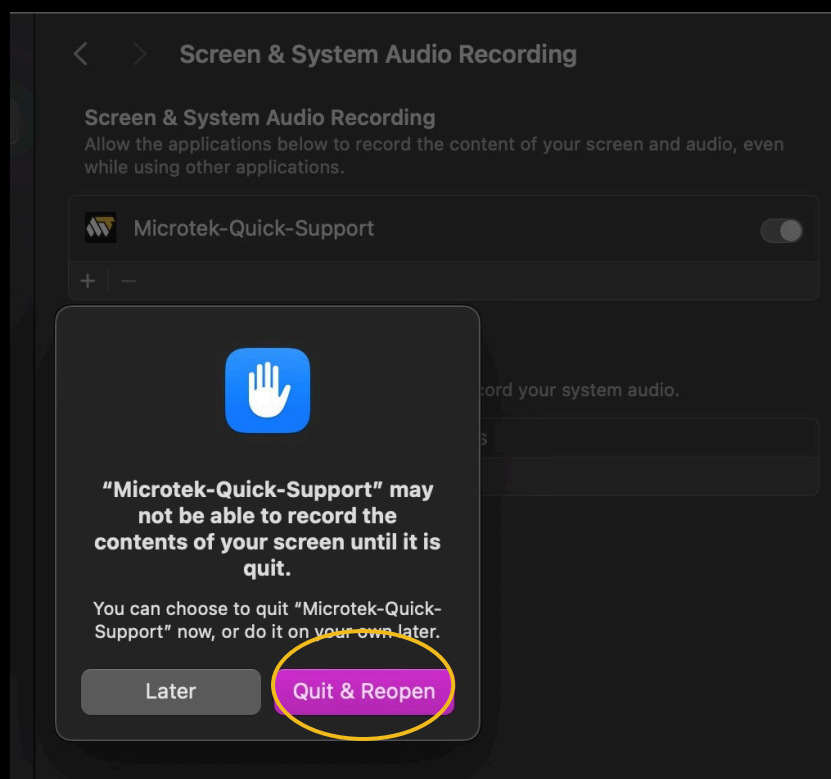 Screen & System Audio Recording
Screen & System Audio Recording
Allow the applications below to record the content of your screen and audio, even
while using other applications.
Microtek-Quick-Support
cord your system audio.
s
“Microtek-Quick-Support” may
not be able to record the
contents of your screen until it is
quit.
You can choose to quit “Microtek-Quick-
Support” now, or do it on your own later.
Later
Quit & Reopen